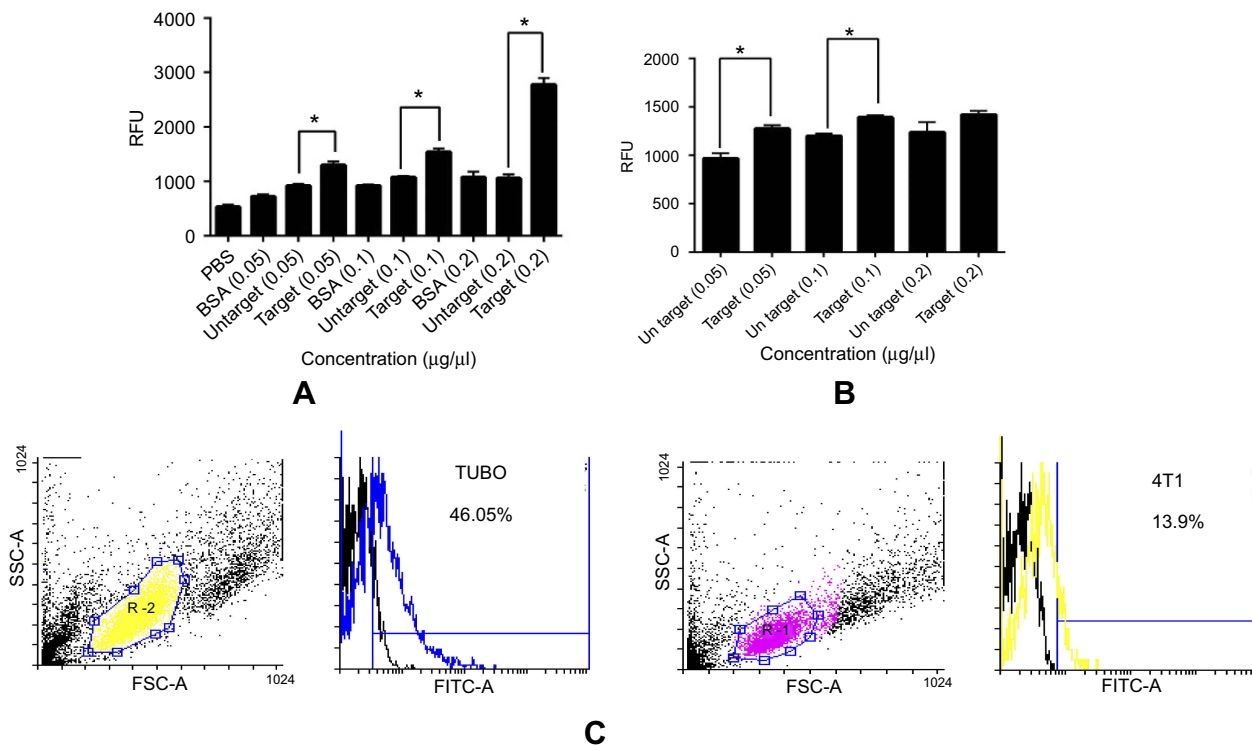 4000
3000
2000
1000
0
RFU
*
*
*
PBS
BSA (0.05)
Untarget (0.05)
Target (0.05)
BSA (0.1)
Untarget (0.1)
Target (0.1)
BSA (0.2)
Untarget (0.2)
Target (0.2)
Concentration (μg/μl)
A
2000
1500
1000
500
0
RFU
*
*
Un target (0.05)
Target (0.05)
Un target (0.1)
Target (0.1)
Un target (0.2)
Target (0.2)
Concentration (μg/μl)
B
1024
SSC-A
R -2
FSC-A
1024
TUBO
46.05%
FITC-A
1024
SSC-A
R -1
FSC-A
1024
4T1
13.9%
FITC-A
C